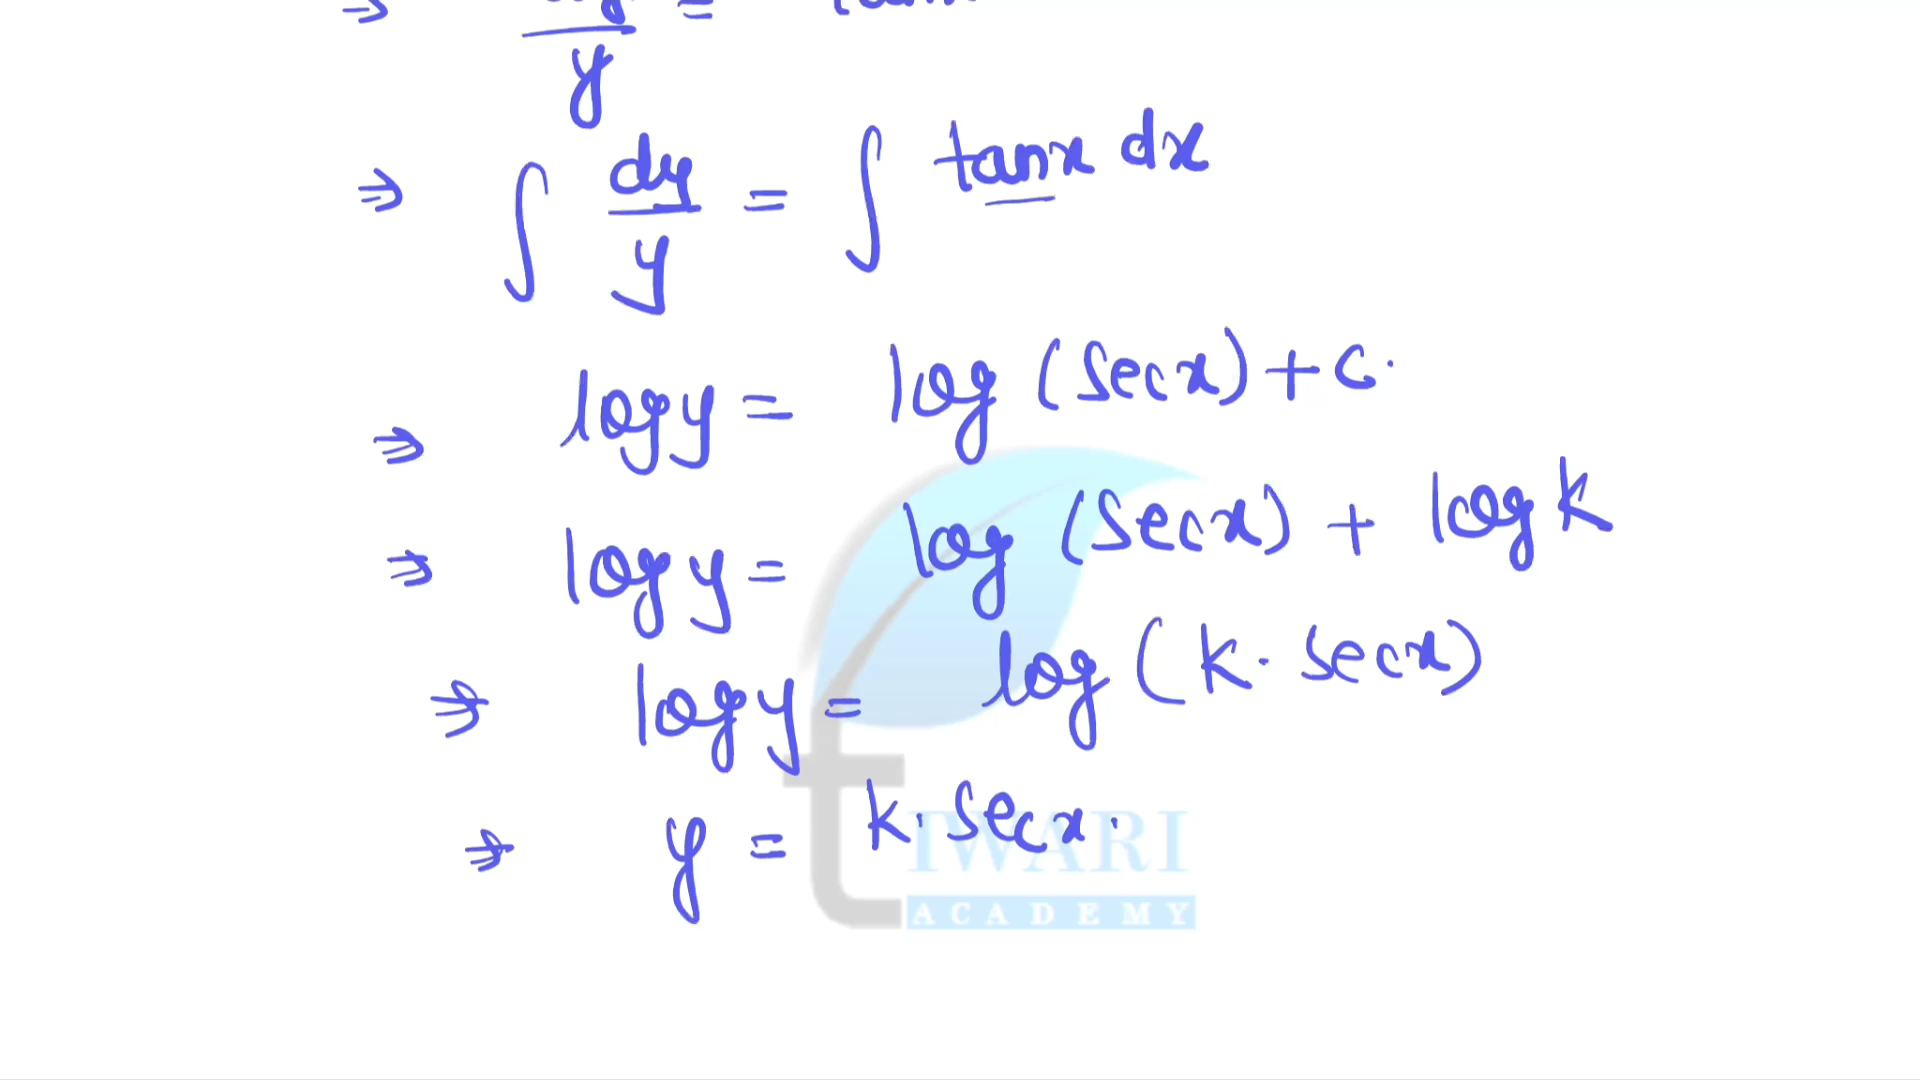 ⇒ y =
⇒ ∫ dy/y = ∫ tanx dx
⇒ log y = log (Secx) + c.
⇒ log y = log (Secx) + log k
⇒ log y = log (k. secx)
⇒ y = k. Secx.
TIWARI
ACADEMY